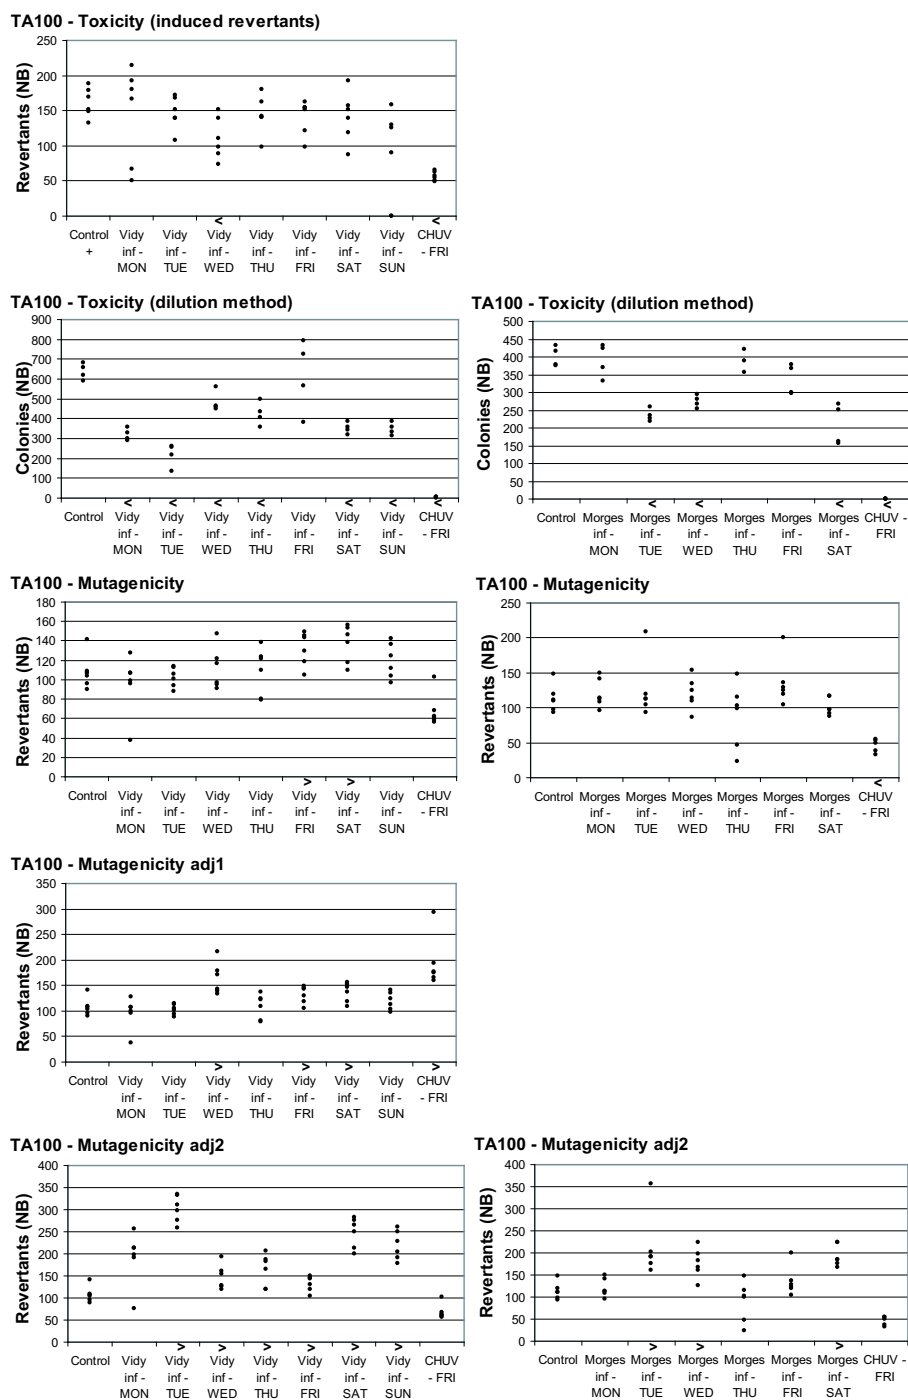 TA100 - Toxicity (induced revertants)
Revertants (NB)
250
200
150
100
50
0
< <
Control Vidy Vidy Vidy Vidy Vidy Vidy Vidy CHUV
+ inf - inf - inf - inf - inf - inf - inf - - FRI
MON TUE WED THU FRI SAT SUN
TA100 - Toxicity (dilution method)
Colonies (NB)
900
800
700
600
500
400
300
200
100
0
< < < < < < <
Control Vidy Vidy Vidy Vidy Vidy Vidy Vidy CHUV
inf - inf - inf - inf - inf - inf - inf - - FRI
MON TUE WED THU FRI SAT SUN
TA100 - Toxicity (dilution method)
Colonies (NB)
500
450
400
350
300
250
200
150
100
50
0
< < < <
Control Morges Morges Morges Morges Morges Morges CHUV -
inf - inf - inf - inf - inf - inf - FRI
MON TUE WED THU FRI SAT
TA100 - Mutagenicity
Revertants (NB)
180
160
140
120
100
80
60
40
20
0
> >
Control Vidy Vidy Vidy Vidy Vidy Vidy Vidy CHUV
inf - inf - inf - inf - inf - inf - inf - - FRI
MON TUE WED THU FRI SAT SUN
TA100 - Mutagenicity
Revertants (NB)
250
200
150
100
50
0
<
Control Morges Morges Morges Morges Morges Morges CHUV
inf - inf - inf - inf - inf - inf - - FRI
MON TUE WED THU FRI SAT
TA100 - Mutagenicity adj1
Revertants (NB)
350
300
250
200
150
100
50
0
> > > >
Control Vidy Vidy Vidy Vidy Vidy Vidy Vidy CHUV
inf - inf - inf - inf - inf - inf - inf - - FRI
MON TUE WED THU FRI SAT SUN
TA100 - Mutagenicity adj2
Revertants (NB)
400
350
300
250
200
150
100
50
0
> > > > > >
Control Vidy Vidy Vidy Vidy Vidy Vidy Vidy CHUV
inf - inf - inf - inf - inf - inf - inf - - FRI
MON TUE WED THU FRI SAT SUN
TA100 - Mutagenicity adj2
Revertants (NB)
400
350
300
250
200
150
100
50
0
> > >
Control Morges Morges Morges Morges Morges Morges CHUV
inf - inf - inf - inf - inf - inf - - FRI
MON TUE WED THU FRI SAT